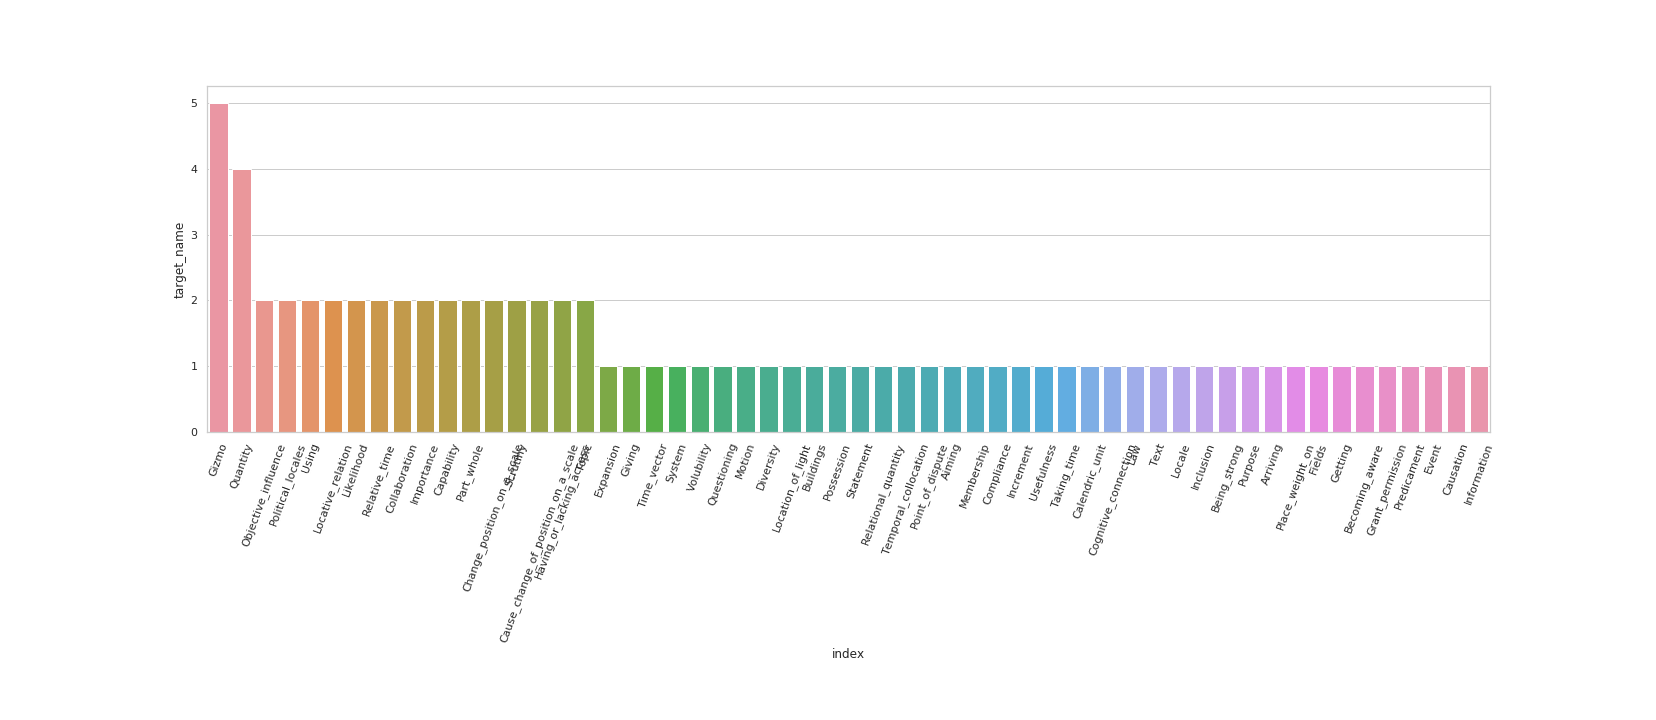 target_name
5
4
3
2
1
0
Gizmo
Quantity
Objective_influence
Political_locales
Using
Locative_relation
Likelihood
Relative_time
Collaboration
Importance
Capability
Part_whole
Change_position_on_a_scale
Scrutiny
Cause_change_of_position_on_a_scale
Having_or_lacking_access
Topic
Expansion
Giving
Time_vector
System
Volubility
Questioning
Motion
Diversity
Location_of_light
Buildings
Possession
Statement
Relational_quantity
Temporal_collocation
Point_of_dispute
Aiming
Membership
Compliance
Increment
Usefulness
Taking_time
Calendric_unit
Cognitive_connection
Law
Text
Locale
Inclusion
Being_strong
Purpose
Arriving
Place_weight_on
Fields
Getting
Becoming_aware
Grant_permission
Predicament
Event
Causation
Information
index